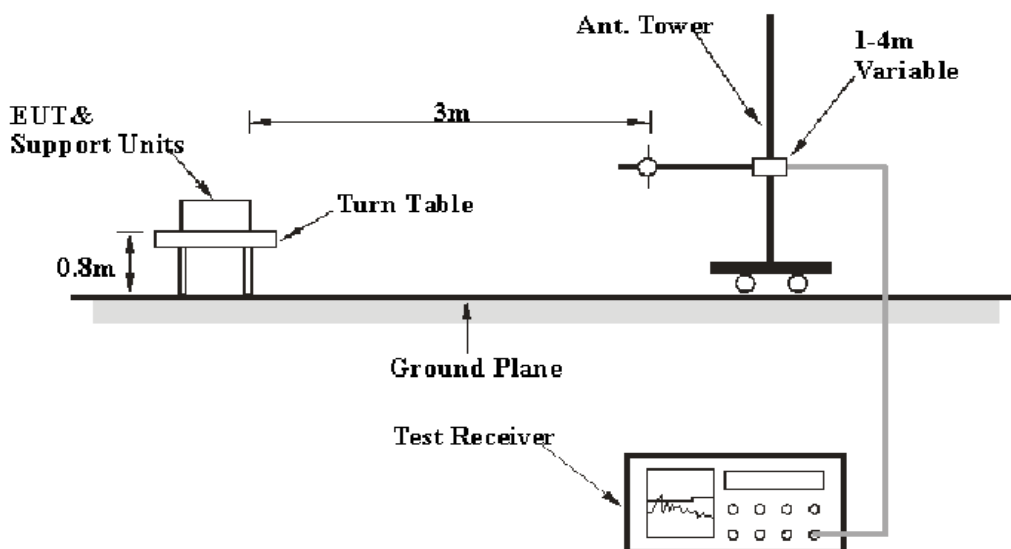 Ant. Tower
1-4m
Variable
3m
EUT&
Support Units
Turn Table
0.8m
Ground Plane
Test Receiver